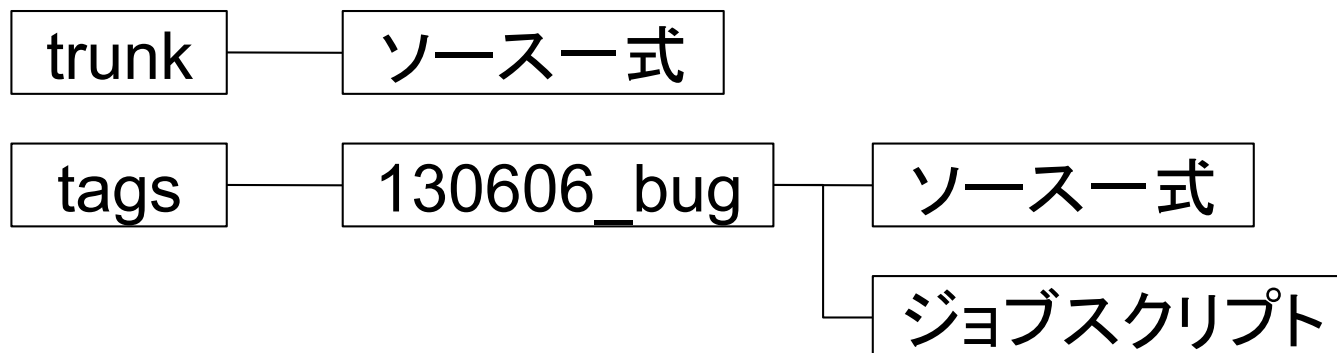 trunk
ソース一式
tags
130606_bug
ソース一式
ジョブスクリプト